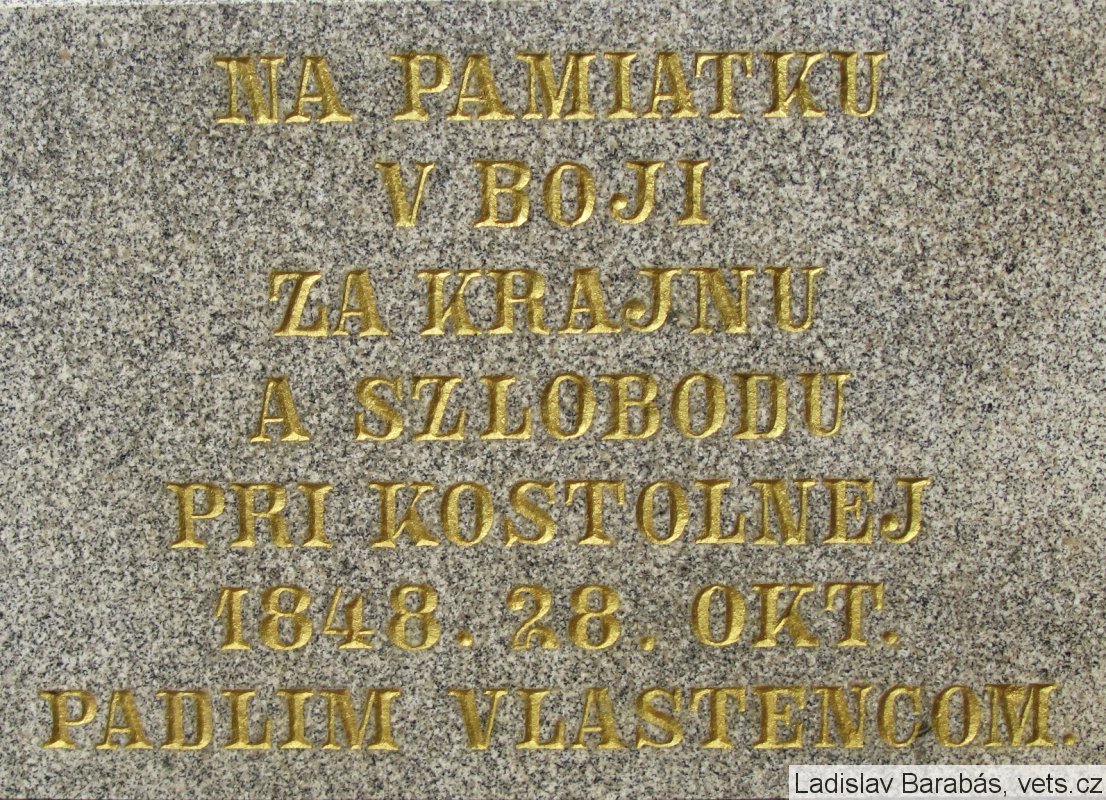 NA PAMIATKU
V BOJI
ZA KRAJNU
A SZLOBODU
PRI KOSTOLNEJ
1848. 28. OKT.
PADLIM VLASTENCOM.
Ladislav Barabás, vets.cz